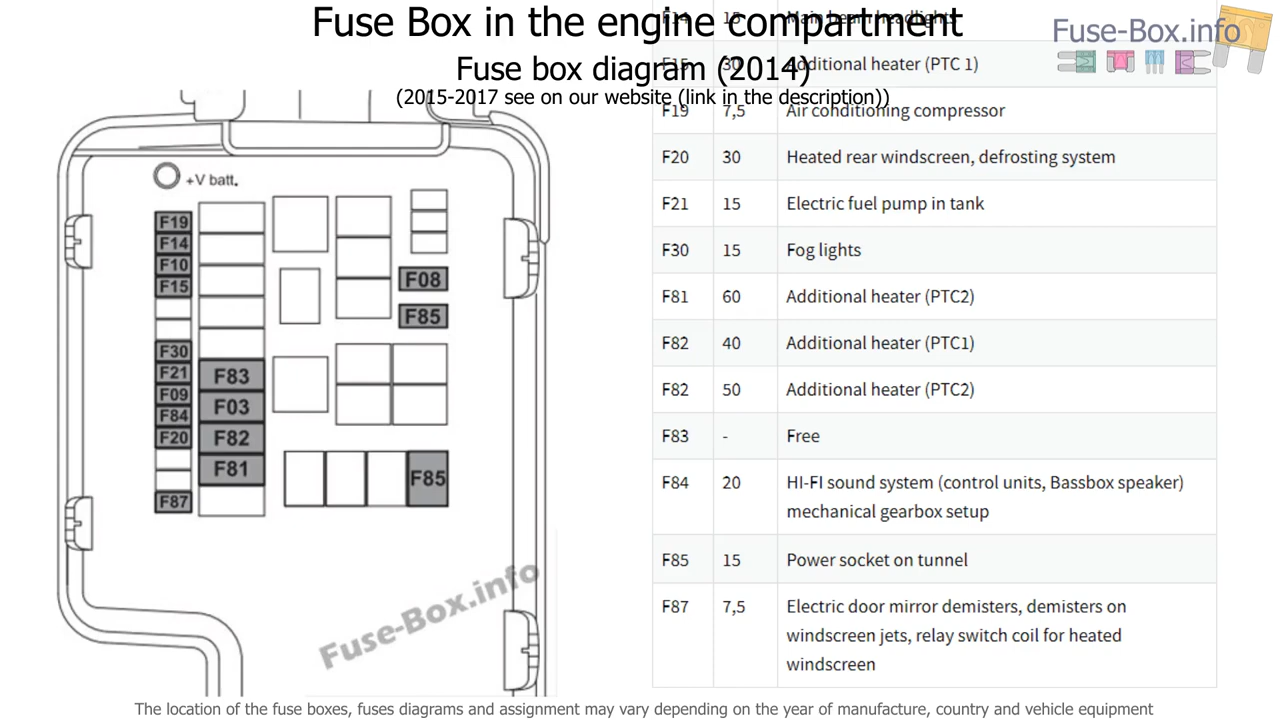 Fuse Box in the engine compartment
Fuse box diagram (2014)
(2015-2017 see on our website (link in the description))
Fuse-Box.info
F14 15 Main beam headlights
F15 30 Additional heater (PTC 1)
F19 7,5 Air conditioning compressor
F20 30 Heated rear windscreen, defrosting system
F21 15 Electric fuel pump in tank
F30 15 Fog lights
F81 60 Additional heater (PTC2)
F82 40 Additional heater (PTC1)
F82 50 Additional heater (PTC2)
F83 - Free
F84 20 HI-FI sound system (control units, Bassbox speaker)
mechanical gearbox setup
F85 15 Power socket on tunnel
F87 7,5 Electric door mirror demisters, demisters on
windscreen jets, relay switch coil for heated
windscreen
+V batt.
F19
F14
F10
F15
F30
F21
F09
F84
F20
F87
F83
F03
F82
F81
F08
F85
F85
Fuse-Box.info
The location of the fuse boxes, fuses diagrams and assignment may vary depending on the year of manufacture, country and vehicle equipment